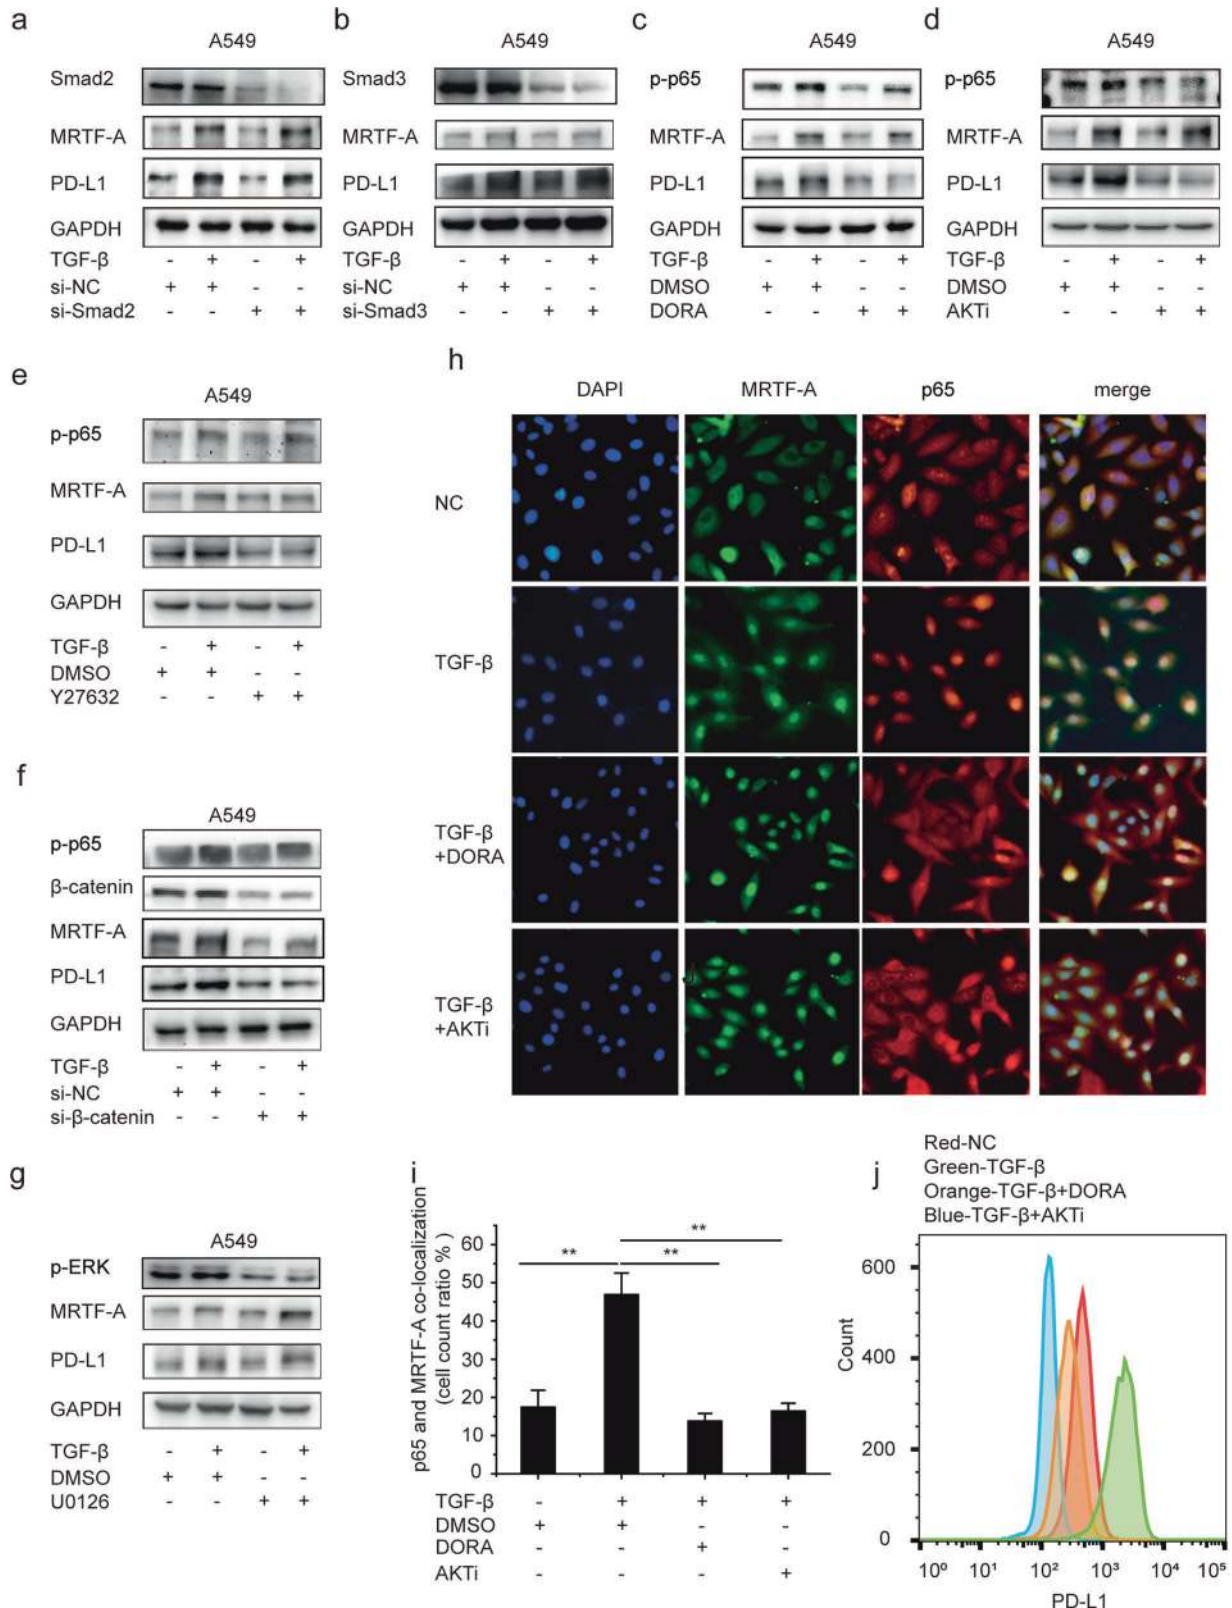 a
A549
Smad2
MRTF-A
PD-L1
GAPDH
TGF-β - + - +
si-NC + + - -
si-Smad2 - - + +
b
A549
Smad3
MRTF-A
PD-L1
GAPDH
TGF-β - + - +
si-NC + + - -
si-Smad3 - - + +
c
A549
p-p65
MRTF-A
PD-L1
GAPDH
TGF-β - + - +
DMSO + + - -
DORA - - + +
d
A549
p-p65
MRTF-A
PD-L1
GAPDH
TGF-β - + - +
DMSO + + - -
AKTi - - + +
e
A549
p-p65
MRTF-A
PD-L1
GAPDH
TGF-β - + - +
DMSO + + - -
Y27632 - - + +
f
A549
p-p65
β-catenin
MRTF-A
PD-L1
GAPDH
TGF-β - + - +
si-NC + + - -
si-β-catenin - - + +
g
A549
p-ERK
MRTF-A
PD-L1
GAPDH
TGF-β - + - +
DMSO + + - -
U0126 - - + +
h
DAPI MRTF-A p65 merge
NC
TGF-β
TGF-β
+DORA
TGF-β
+AKTi
i
p65 and MRTF-A co-localization
(cell count ratio %)
60
50
40
30
20
10
0
** ** **
TGF-β - + + +
DMSO + + - -
DORA - - + -
AKTi - - - +
j
Red-NC
Green-TGF-β
Orange-TGF-β+DORA
Blue-TGF-β+AKTi
Count
600
400
200
0
10⁰ 10¹ 10² 10³ 10⁴ 10⁵
PD-L1